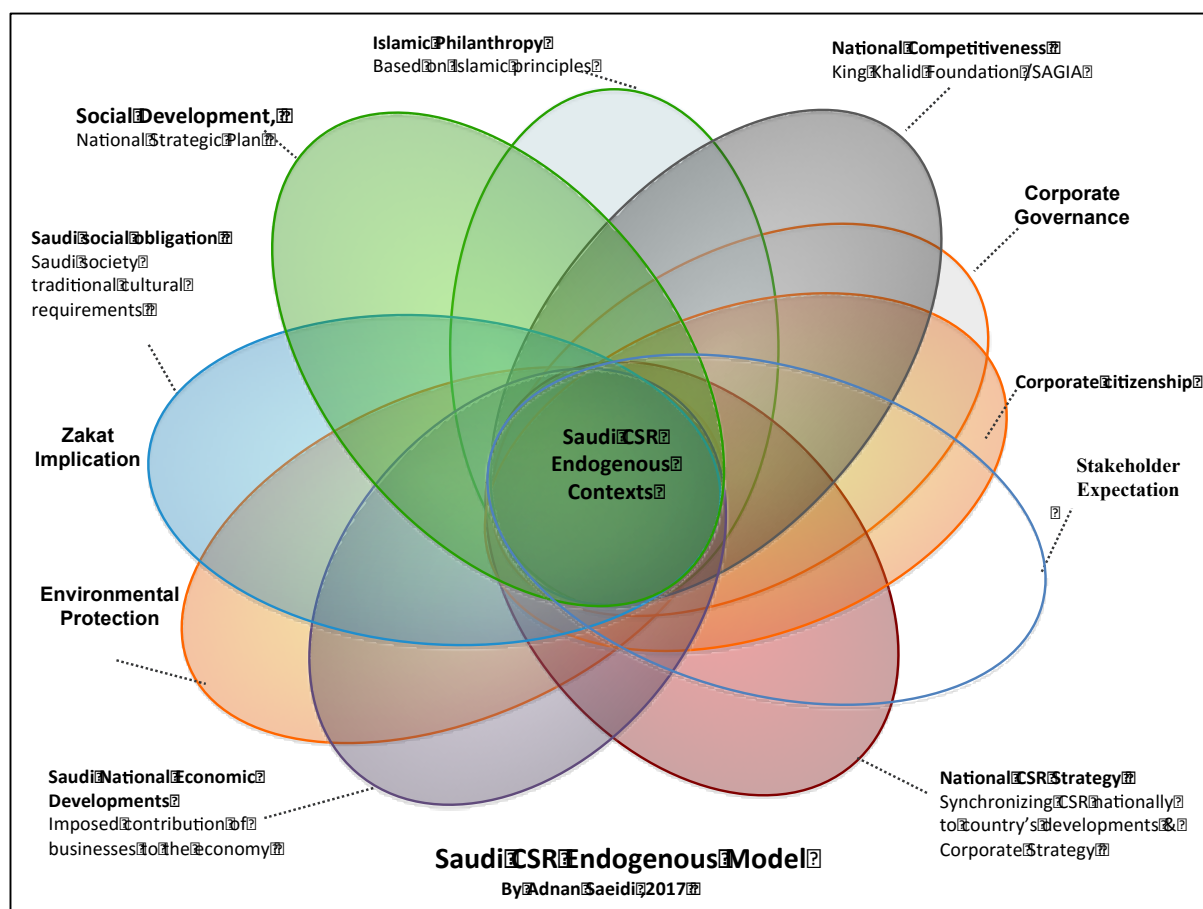 Islamic Philanthropy
Based on Islamic principles
National Competitiveness
King Khalid Foundation /SAGIA
Social Development,
National Strategic Plan
Corporate
Governance
Saudi social obligation
Saudi society
traditional cultural
requirements
Corporate citizenship
Zakat
Implication
Saudi CSR
Endogenous
Contexts
Stakeholder
Expectation
Environmental
Protection
Saudi National Economic
Developments
Imposed contribution of
businesses to the economy
National CSR Strategy
Synchronizing CSR nationally
to country's developments &
Corporate Strategy
Saudi CSR Endogenous Model
By Adnan Saeidi ,2017